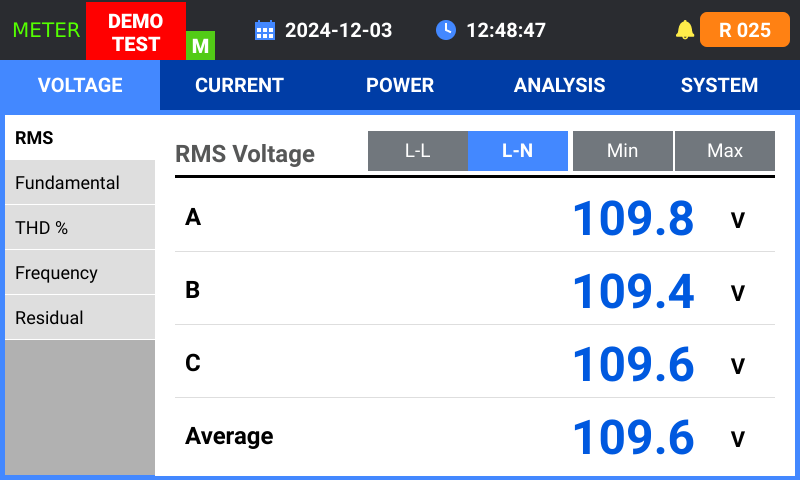 METER
DEMO
TEST
M
2024-12-03
12:48:47
R 025
VOLTAGE CURRENT POWER ANALYSIS SYSTEM
RMS
Fundamental
THD %
Frequency
Residual
RMS Voltage L-L L-N Min Max
A 109.8 V
B 109.4 V
C 109.6 V
Average 109.6 V